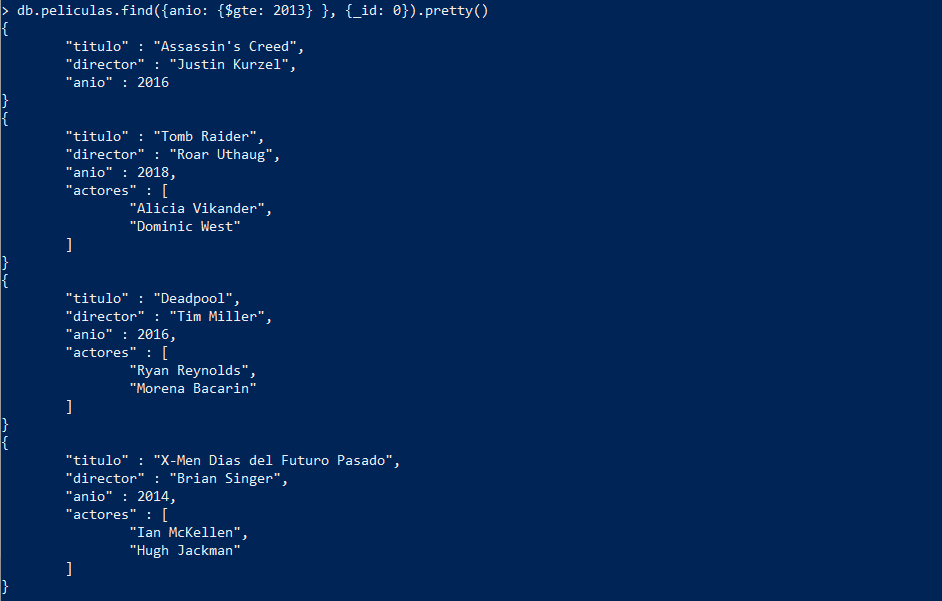 > db.peliculas.find({anio: {$gte: 2013} }, {_id: 0}).pretty()
{
        "titulo" : "Assassin's Creed",
        "director" : "Justin Kurzel",
        "anio" : 2016
}
{
        "titulo" : "Tomb Raider",
        "director" : "Roar Uthaug",
        "anio" : 2018,
        "actores" : [
                "Alicia Vikander",
                "Dominic West"
        ]
}
{
        "titulo" : "Deadpool",
        "director" : "Tim Miller",
        "anio" : 2016,
        "actores" : [
                "Ryan Reynolds",
                "Morena Bacarin"
        ]
}
{
        "titulo" : "X-Men Dias del Futuro Pasado",
        "director" : "Brian Singer",
        "anio" : 2014,
        "actores" : [
                "Ian McKellen",
                "Hugh Jackman"
        ]
}